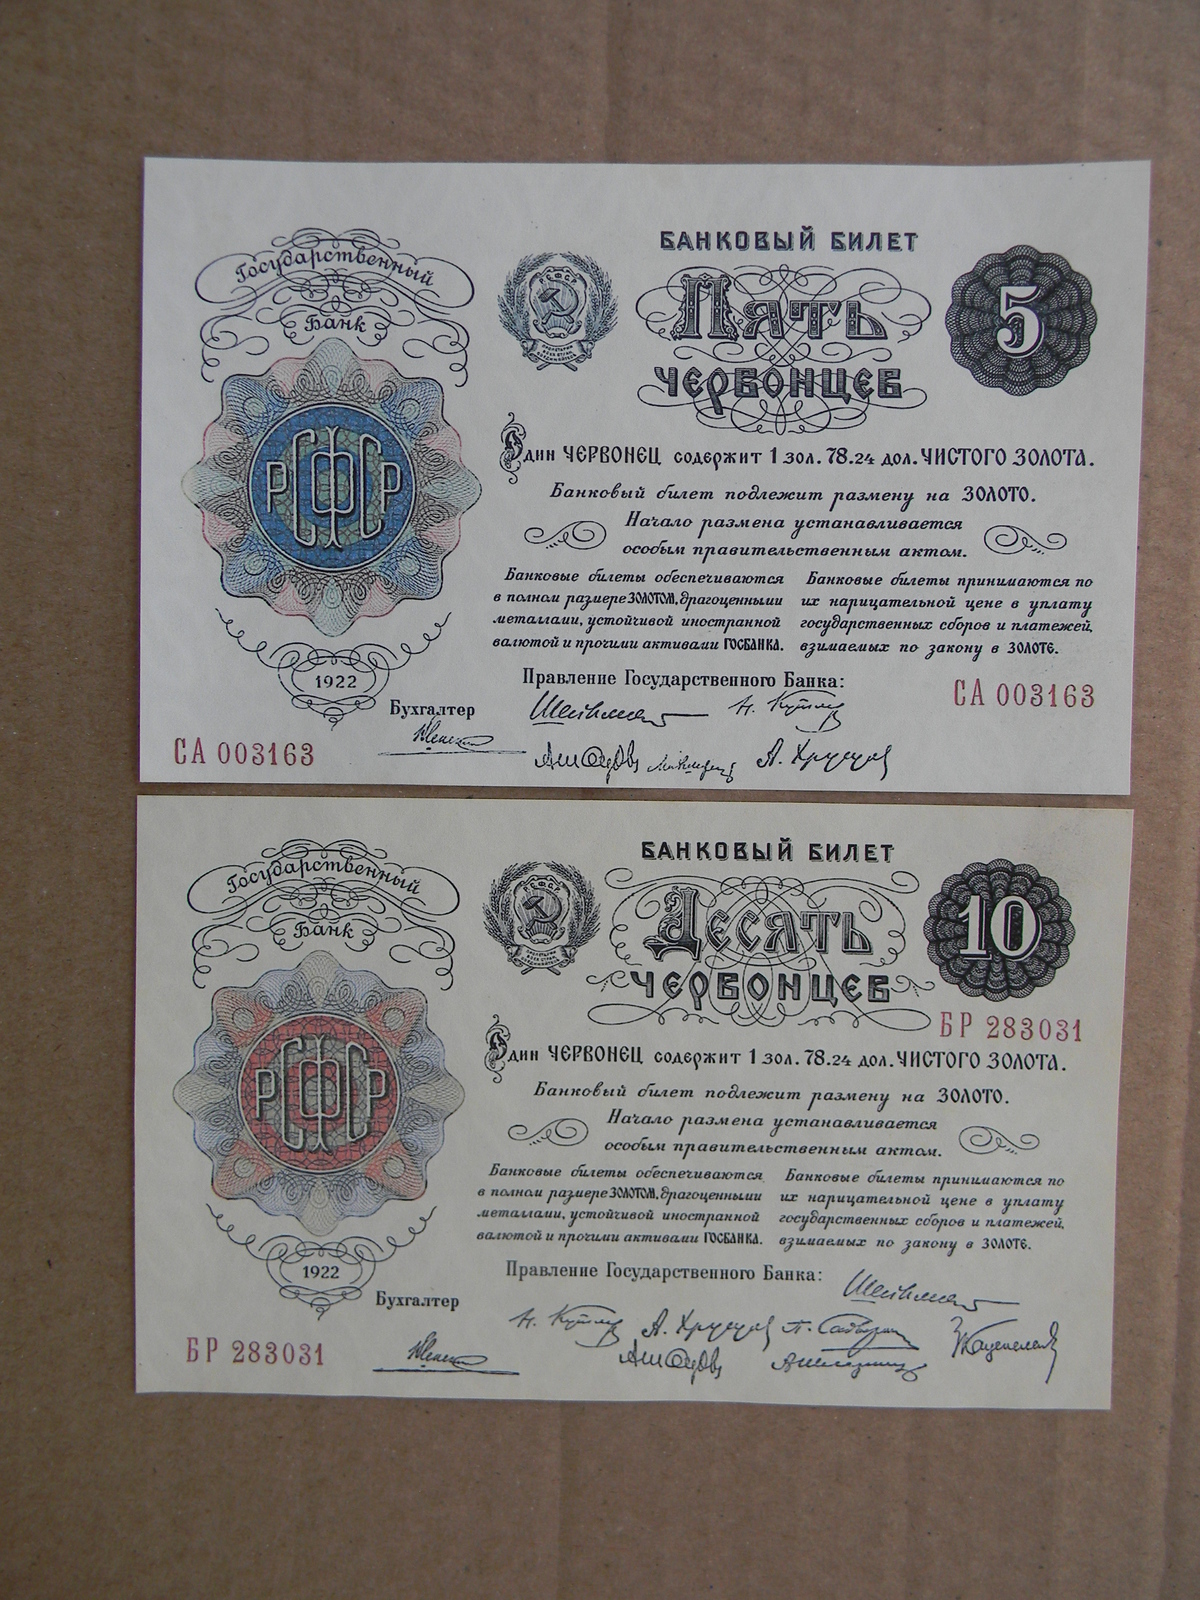 Государственный
Банк
РСФСР
1922
БАНКОВЫЙ БИЛЕТ
Пять
ЧЕРВОНЦЕВ
5
Один ЧЕРВОНЕЦ содержит 1 зол. 78.24 дол. ЧИСТОГО ЗОЛОТА.
Банковый билет подлежит размену на ЗОЛОТО.
Начало размена устанавливается
особым правительственным актом.
Банковые билеты обеспечиваются
в полном размере ЗОЛОТОМ, драгоценными
металлами, устойчивой иностранной
валютой и прочими активами ГОСБАНКА.
Банковые билеты принимаются по
их нарицательной цене в уплату
государственных сборов и платежей,
взимаемых по закону в ЗОЛОТЕ.
Правление Государственного Банка:
СА 003163
Бухгалтер
СА 003163
Государственный
Банк
РСФСР
1922
БАНКОВЫЙ БИЛЕТ
Десять
ЧЕРВОНЦЕВ
10
БР 283031
Один ЧЕРВОНЕЦ содержит 1 зол. 78.24 дол. ЧИСТОГО ЗОЛОТА.
Банковый билет подлежит размену на ЗОЛОТО.
Начало размена устанавливается
особым правительственным актом.
Банковые билеты обеспечиваются
в полном размере ЗОЛОТОМ, драгоценными
металлами, устойчивой иностранной
валютой и прочими активами ГОСБАНКА.
Банковые билеты принимаются по
их нарицательной цене в уплату
государственных сборов и платежей,
взимаемых по закону в ЗОЛОТЕ.
Правление Государственного Банка:
Бухгалтер
БР 283031